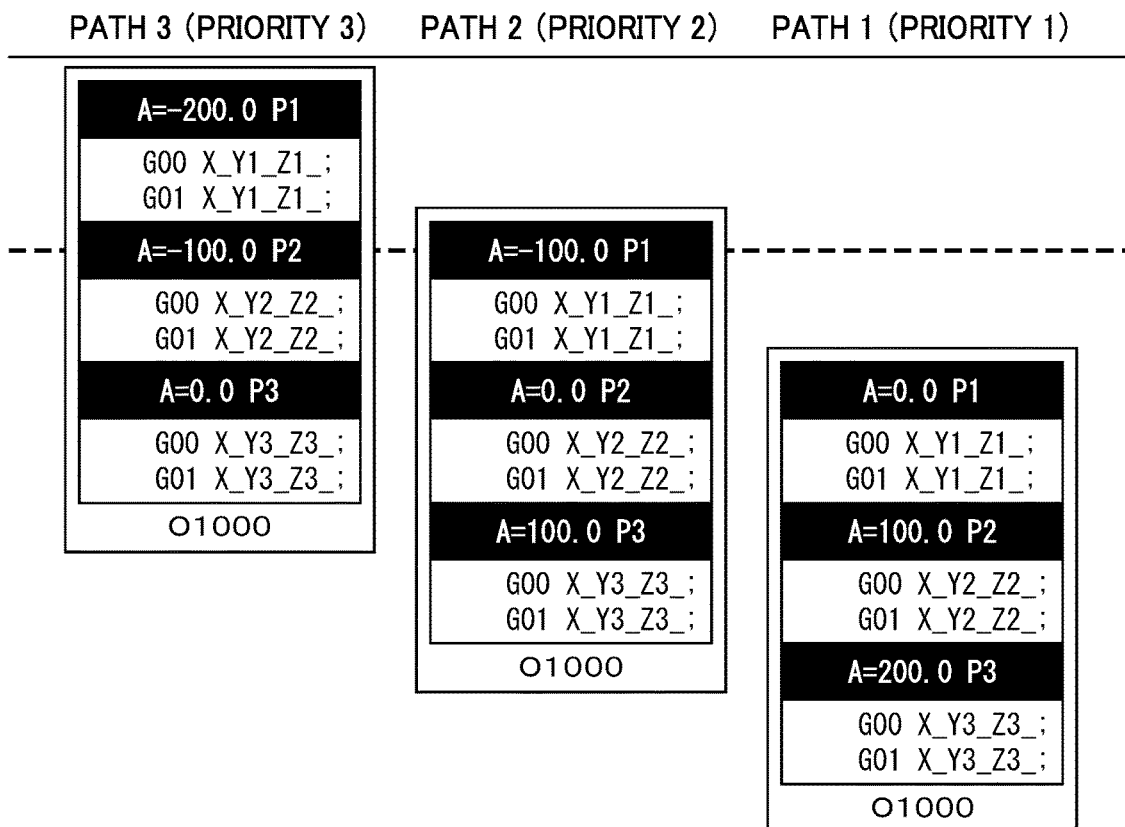 PATH 3 (PRIORITY 3) PATH 2 (PRIORITY 2) PATH 1 (PRIORITY 1)
A=-200.0 P1
G00 X_Y1_Z1_;
G01 X_Y1_Z1_;
A=-100.0 P2
G00 X_Y2_Z2_;
G01 X_Y2_Z2_;
A=0.0 P3
G00 X_Y3_Z3_;
G01 X_Y3_Z3_;
O1000
A=-100.0 P1
G00 X_Y1_Z1_;
G01 X_Y1_Z1_;
A=0.0 P2
G00 X_Y2_Z2_;
G01 X_Y2_Z2_;
A=100.0 P3
G00 X_Y3_Z3_;
G01 X_Y3_Z3_;
O1000
A=0.0 P1
G00 X_Y1_Z1_;
G01 X_Y1_Z1_;
A=100.0 P2
G00 X_Y2_Z2_;
G01 X_Y2_Z2_;
A=200.0 P3
G00 X_Y3_Z3_;
G01 X_Y3_Z3_;
O1000